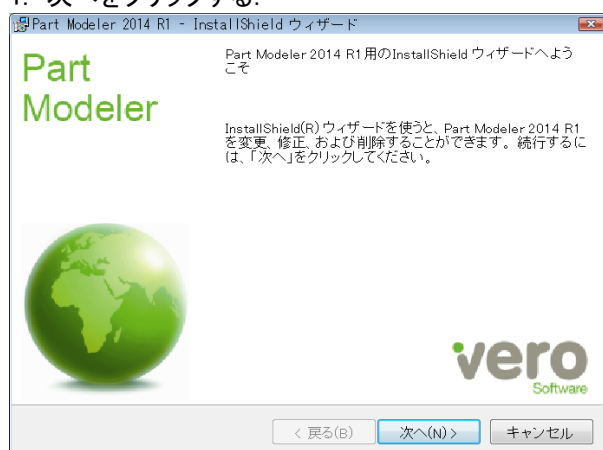 1. 次へをクリックする.
Part Modeler 2014 R1 - InstallShield ウィザード
Part
Modeler
Part Modeler 2014 R1用のInstallShield ウィザードへよう
こそ
InstallShield(R) ウィザードを使うと、Part Modeler 2014 R1
を変更、修正、および削除することができます。続行するに
は、「次へ」をクリックしてください。
vero
Software
< 戻る(B)
次へ(N) >
キャンセル